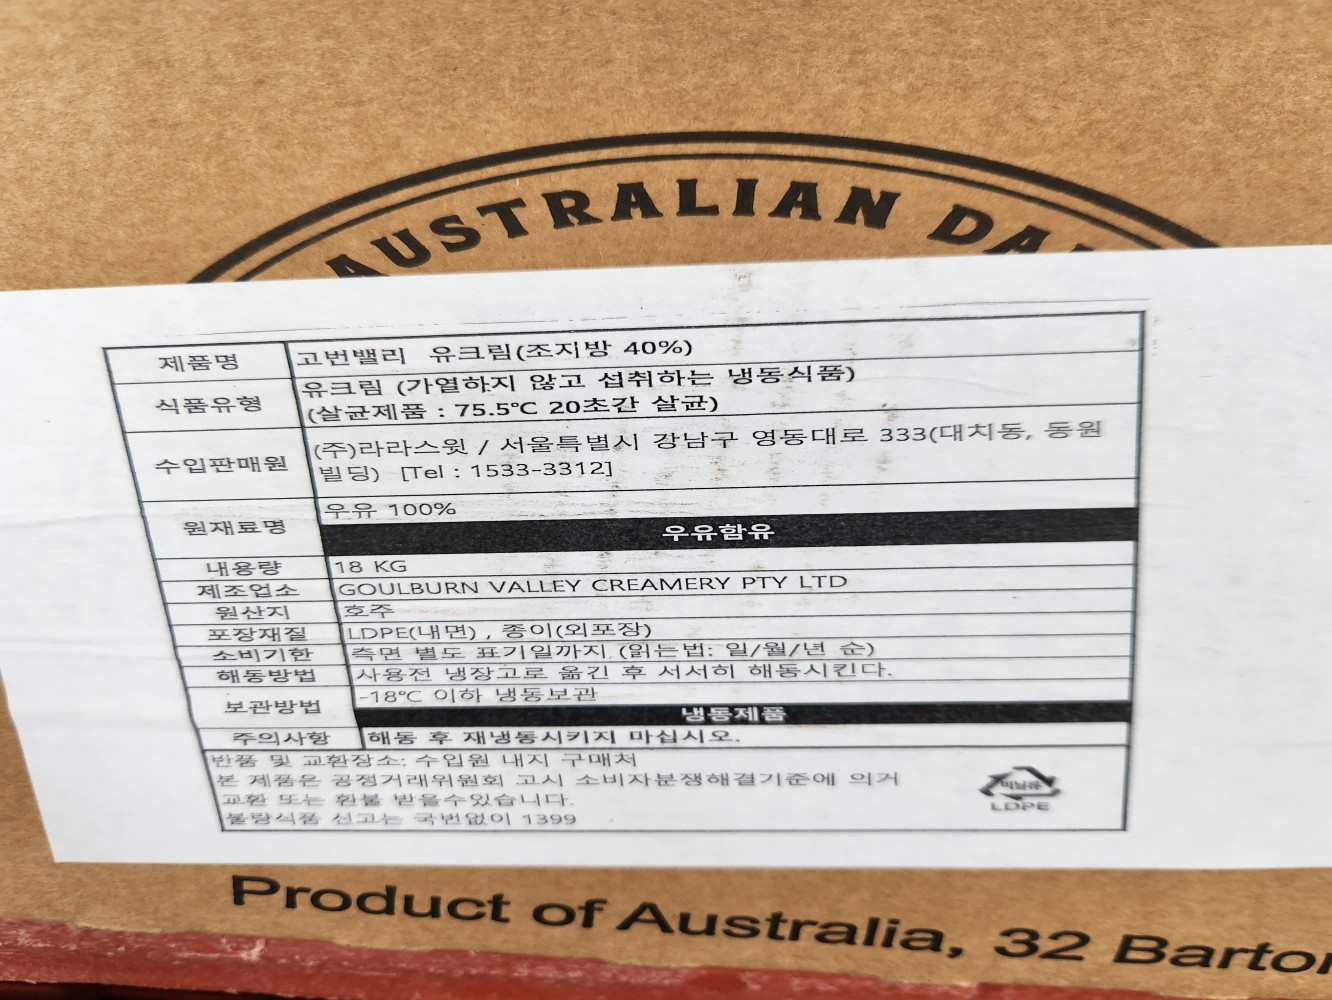 AUSTRALIAN
제품명 고번밸리 유크림(조지방 40%)
식품유형 유크림 (가열하지 않고 섭취하는 냉동식품)
(살균제품 : 75.5℃ 20초간 살균)
수입판매원 (주)라라스윗 / 서울특별시 강남구 영동대로 333(대치동, 동원
빌딩) [Tel : 1533-3312]
원재료명 우유 100%
우유함유
내용량 18 KG
제조업소 GOULBURN VALLEY CREAMERY PTY LTD
원산지 호주
포장재질 LDPE(내면) , 종이(외포장)
소비기한 측면 별도 표기일까지 (읽는법: 일/월/년 순)
해동방법 사용전 냉장고로 옮긴 후 서서히 해동시킨다.
보관방법 -18℃ 이하 냉동보관
냉동제품
주의사항 해동 후 재냉동시키지 마십시오.
반품 및 교환장소: 수입원 내지 구매처
본 제품은 공정거래위원회 고시 소비자분쟁해결기준에 의거
교환 또는 환불 받을수있습니다.
불량식품 신고는 국번없이 1399
비닐류
LDPE
Product of Australia, 32